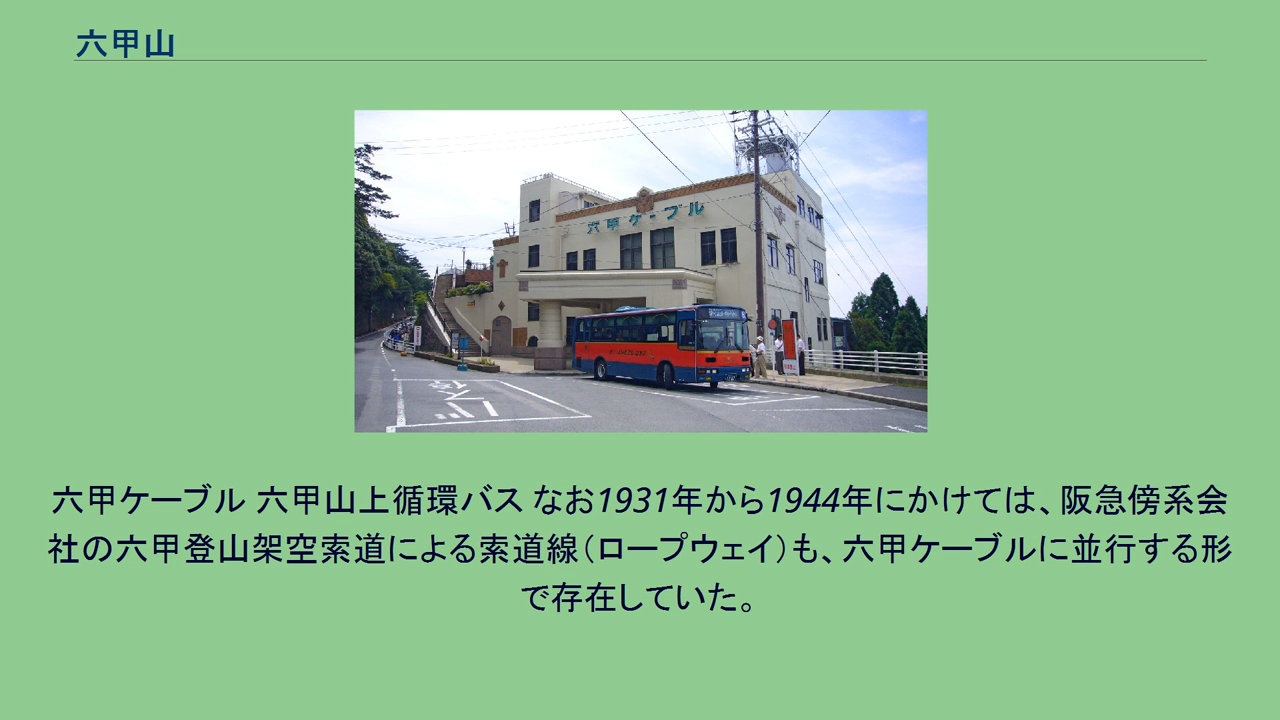 六甲山
六甲ケーブル
六甲ケーブル 六甲山上循環バス なお1931年から1944年にかけては、阪急傍系会
社の六甲登山架空索道による索道線（ロープウェイ）も、六甲ケーブルに並行する形
で存在していた。